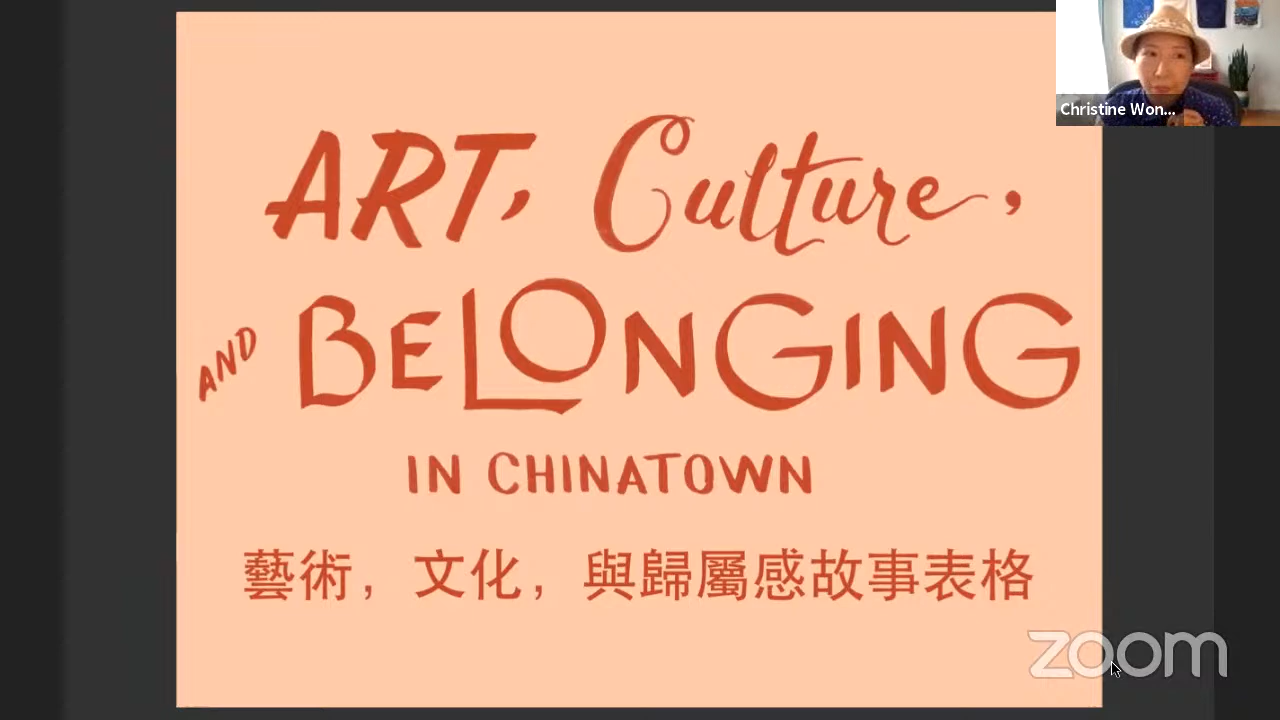 ART, Culture,
AND BELONGING
IN CHINATOWN
藝術，文化，與歸屬感故事表格
Christine Won...
zoom